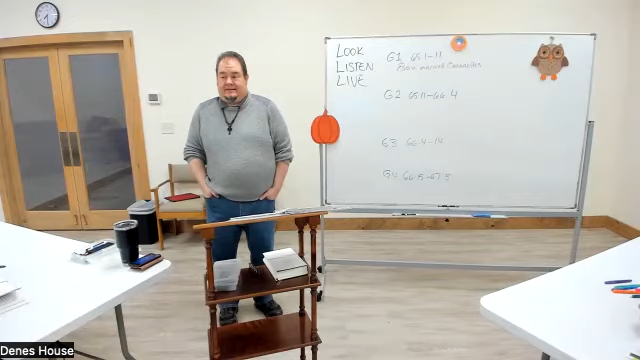 LOOK
LISTEN
LIVE
G1 65:1-11
G2 65:11-66:4
G3 66:4-14
G4 66:15-67:5
Denes House